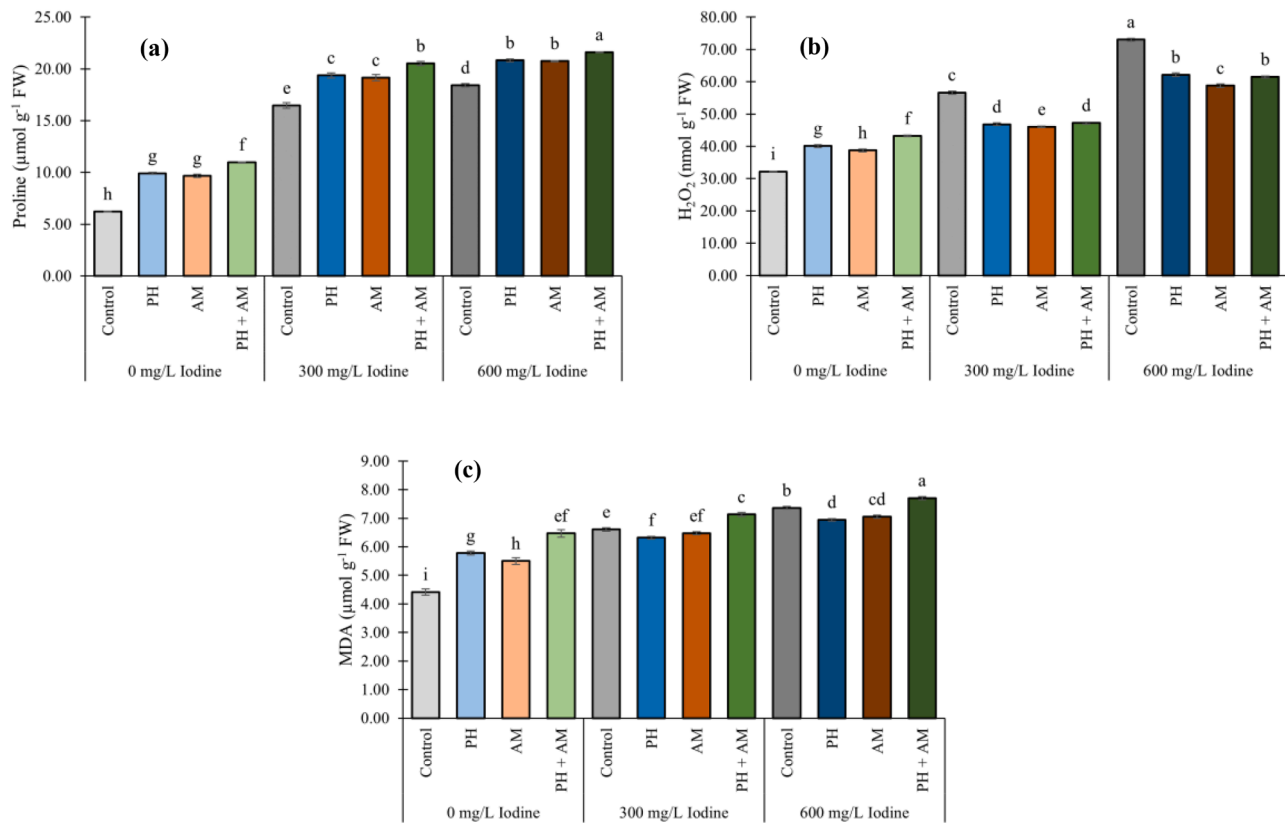 (a)
Proline (µmol g⁻¹ FW)
25.00
20.00
15.00
10.00
5.00
0.00
h g g f e c c b d b b a
Control PH AM PH + AM Control PH AM PH + AM Control PH AM PH + AM
0 mg/L Iodine 300 mg/L Iodine 600 mg/L Iodine
(b)
H₂O₂ (nmol g⁻¹ FW)
80.00
70.00
60.00
50.00
40.00
30.00
20.00
10.00
0.00
i g h f c d e d a b c b
Control PH AM PH + AM Control PH AM PH + AM Control PH AM PH + AM
0 mg/L Iodine 300 mg/L Iodine 600 mg/L Iodine
(c)
MDA (µmol g⁻¹ FW)
9.00
8.00
7.00
6.00
5.00
4.00
3.00
2.00
1.00
0.00
i g h ef e f ef c b d cd a
Control PH AM PH + AM Control PH AM PH + AM Control PH AM PH + AM
0 mg/L Iodine 300 mg/L Iodine 600 mg/L Iodine